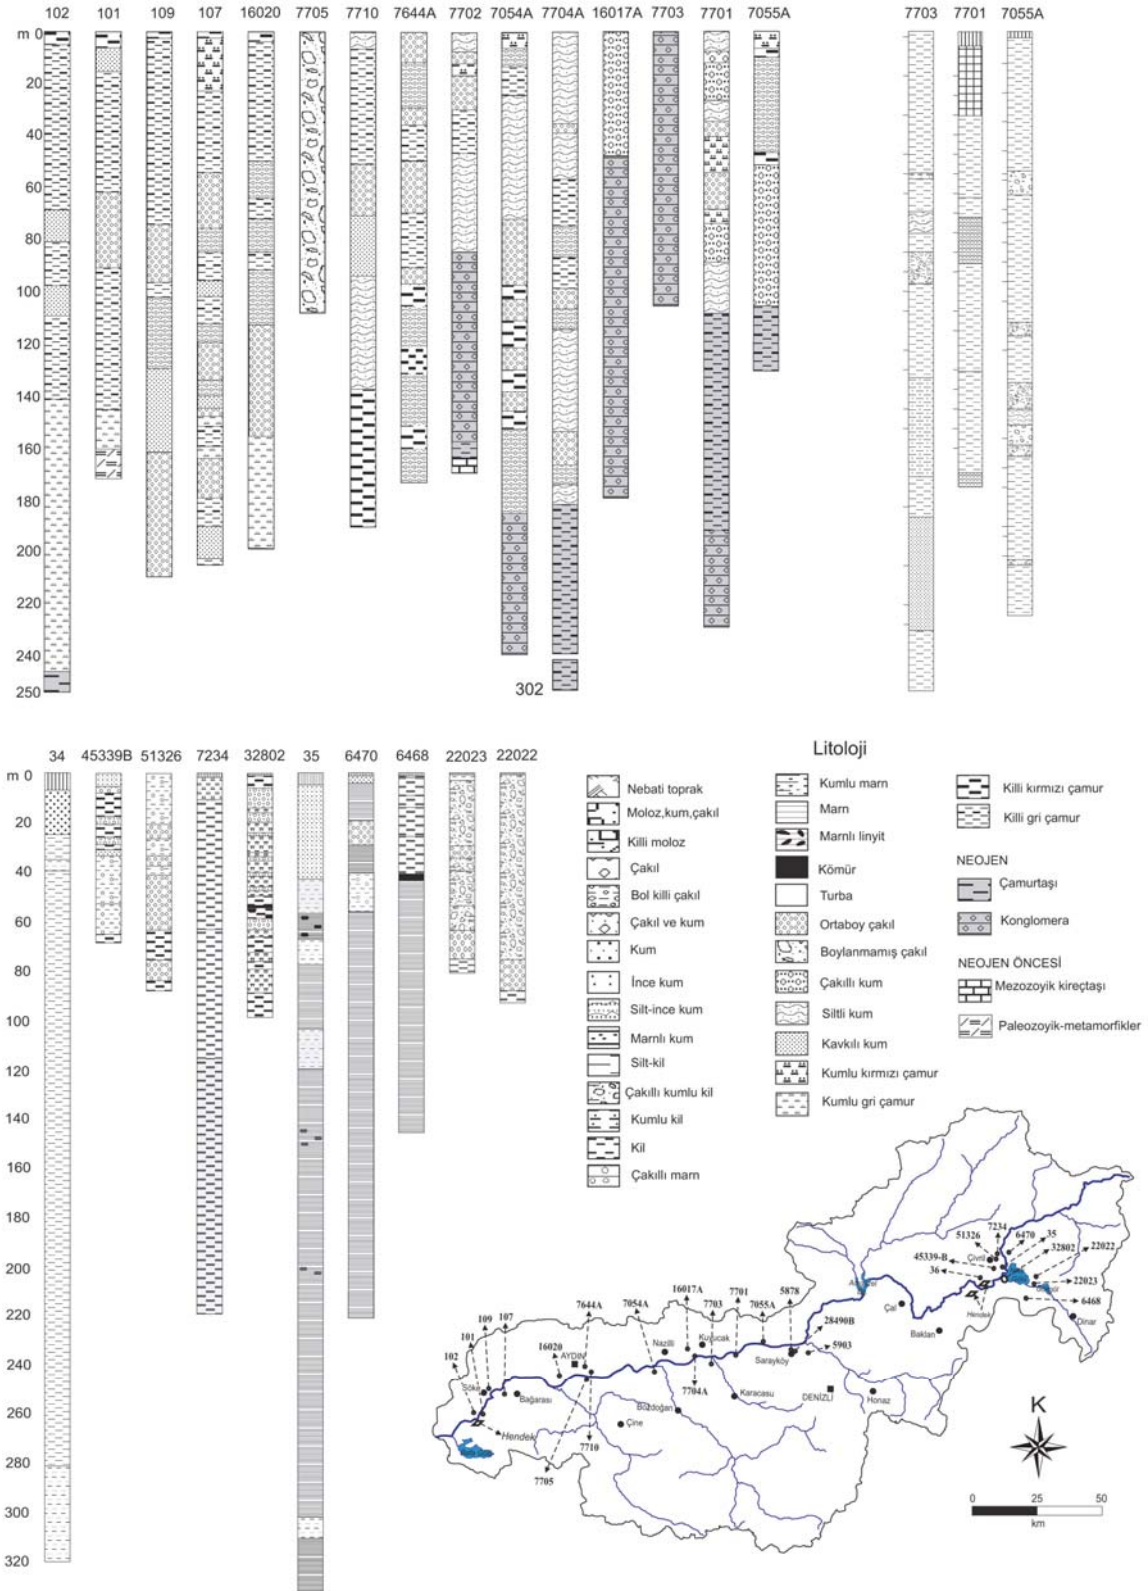 102 101 109 107 16020 7705 7710 7644A 7702 7054A 7704A 16017A 7703 7701 7055A 7703 7701 7055A
m 0
20
40
60
80
100
120
140
160
180
200
220
240
250
302
34 45339B 51326 7234 32802 35 6470 6468 22023 22022
m 0
20
40
60
80
100
120
140
160
180
200
220
240
260
280
300
320
Litoloji
Nebati toprak
Moloz,kum,çakıl
Killi moloz
Çakıl
Bol killi çakıl
Çakıl ve kum
Kum
İnce kum
Silt-ince kum
Marnlı kum
Silt-kil
Çakıllı kumlu kil
Kumlu kil
Kil
Çakıllı marn
Kumlu marn
Marn
Marnlı linyit
Kömür
Turba
Ortaboy çakıl
Boylanmamış çakıl
Çakıllı kum
Siltli kum
Kavkılı kum
Kumlu kırmızı çamur
Kumlu gri çamur
Killi kırmızı çamur
Killi gri çamur
NEOJEN
Çamurtaşı
Konglomera
NEOJEN ÖNCESİ
Mezozoyik kireçtaşı
Paleozoyik-metamorfikler
7234
51326
6470
35
32802
22022
45339-B
Çivril
36
22023
6468
Hendek
Dinar
Çal
Baklan
5878
28490B
5903
16017A
7703
7701
7055A
7644A
7054A
Nazilli
Kuyucak
Sarayköy
7704A
Karacasu
DENİZLİ
Honaz
109
107
101
102
16020
AYDIN
Söke
Bağarası
Hendek
Çine
Bozdoğan
7710
7705
K
0 25 50
km